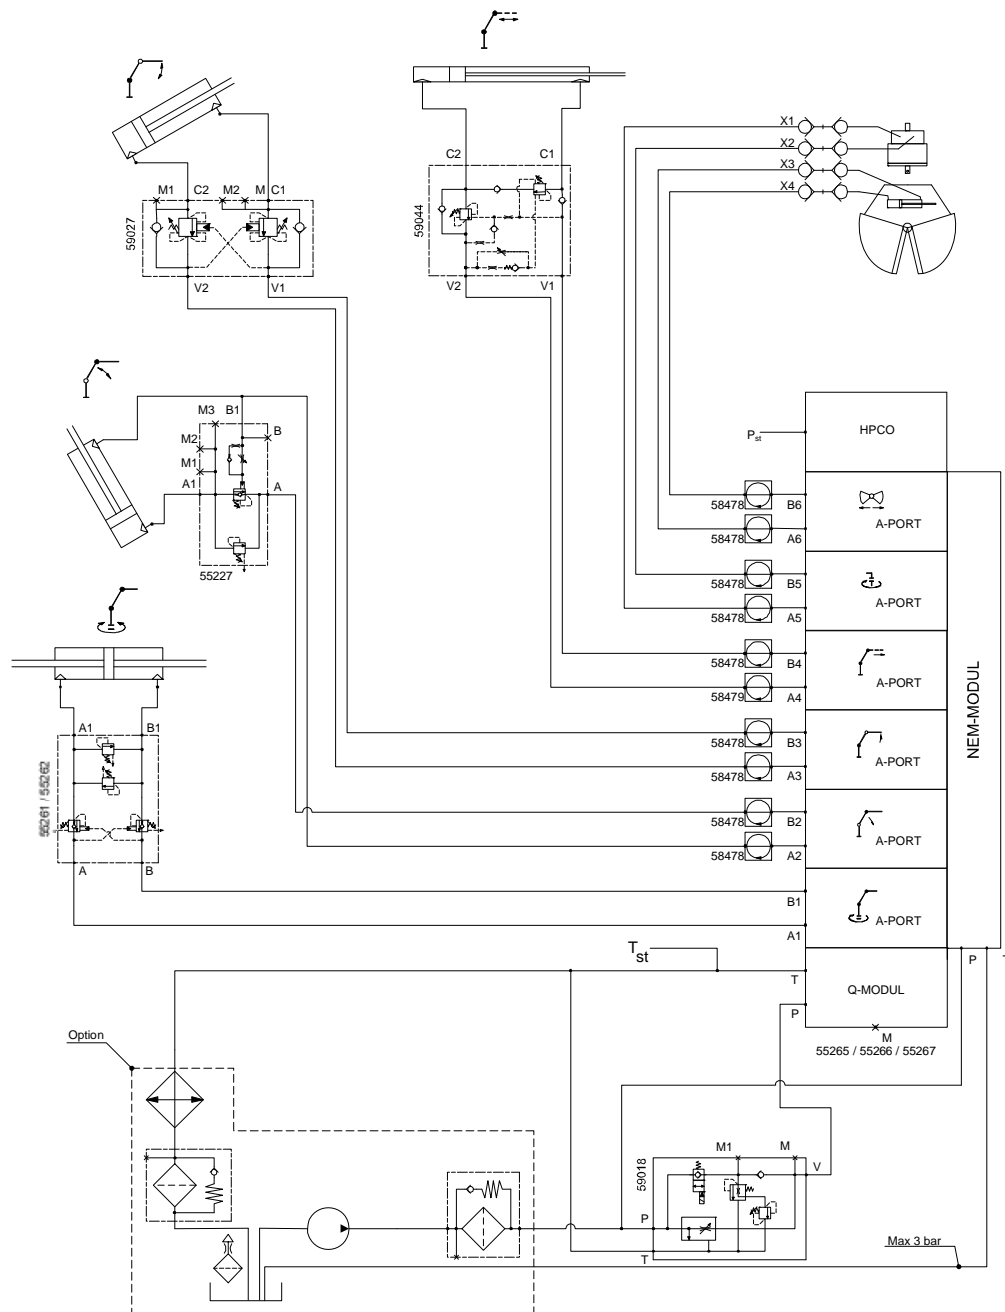 X1
X2
X3
X4
C2
C1
59044
V2
V1
M1
C2
M2
M
C1
59027
V2
V1
M3
B1
B
M2
M1
A1
A
55227
P st
HPCO
58478
B6
A-PORT
58478
A6
58478
B5
A-PORT
58478
A5
58478
B4
A-PORT
58479
A4
58478
B3
A-PORT
58478
A3
58478
B2
A-PORT
58478
A2
B1
A-PORT
A1
NEM-MODUL
A1
B1
55261 / 55262
A
B
T st
P
T
Q-MODUL
P
M
55265 / 55266 / 55267
Option
M1
M
V
59018
P
T
Max 3 bar